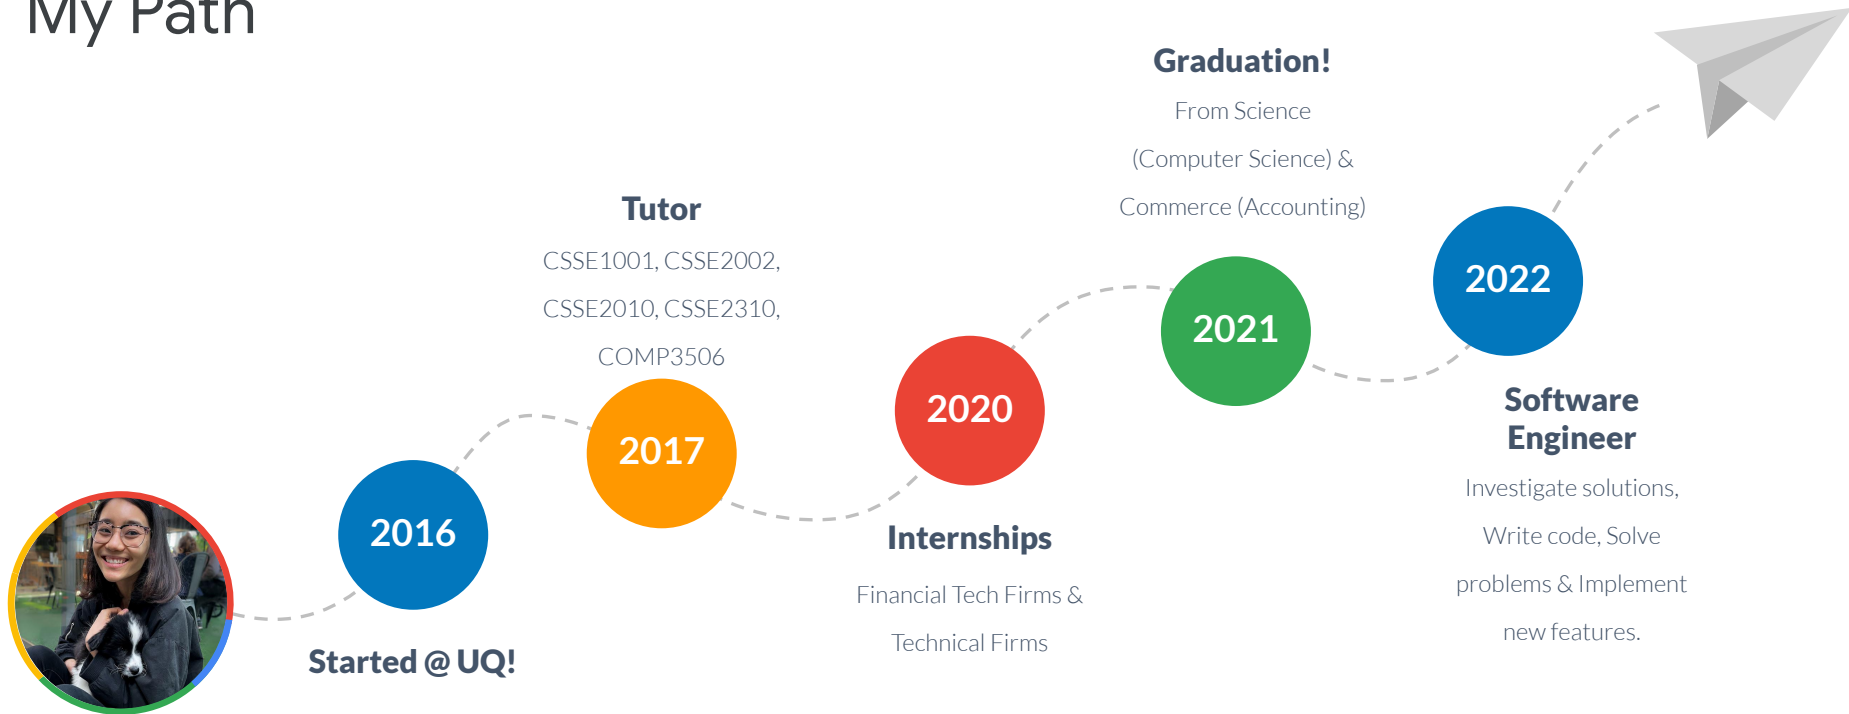 My Path
2016
Started @ UQ!
Tutor
CSSE1001, CSSE2002,
CSSE2010, CSSE2310,
COMP3506
2017
2020
Internships
Financial Tech Firms &
Technical Firms
Graduation!
From Science
(Computer Science) &
Commerce (Accounting)
2021
2022
Software
Engineer
Investigate solutions,
Write code, Solve
problems & Implement
new features.